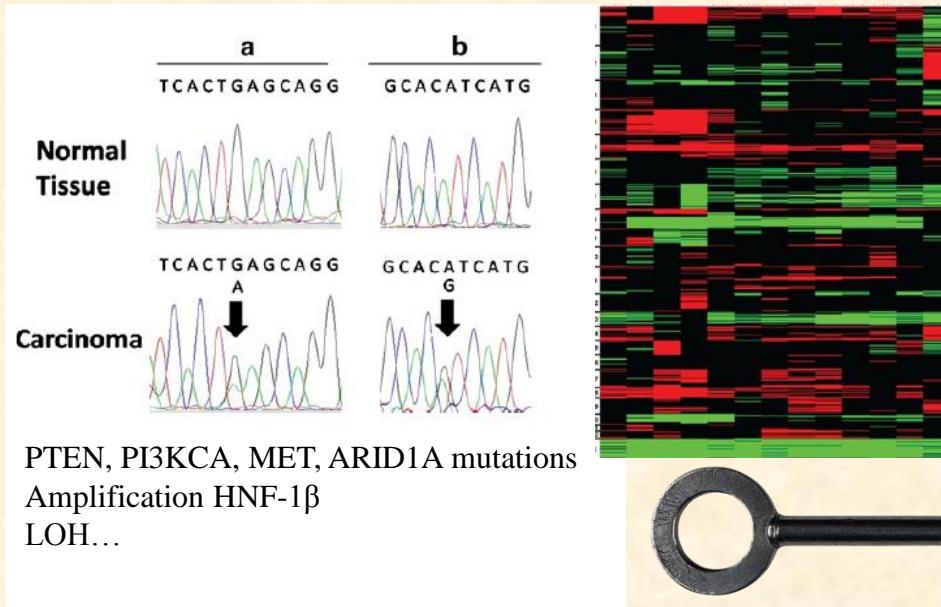 a
b
TCACTGAGCAGG
GCACATCATG
Normal
Tissue
TCACTGAGCAGG
A
GCACATCATG
G
Carcinoma
PTEN, PI3KCA, MET, ARID1A mutations
Amplification HNF-1β
LOH…